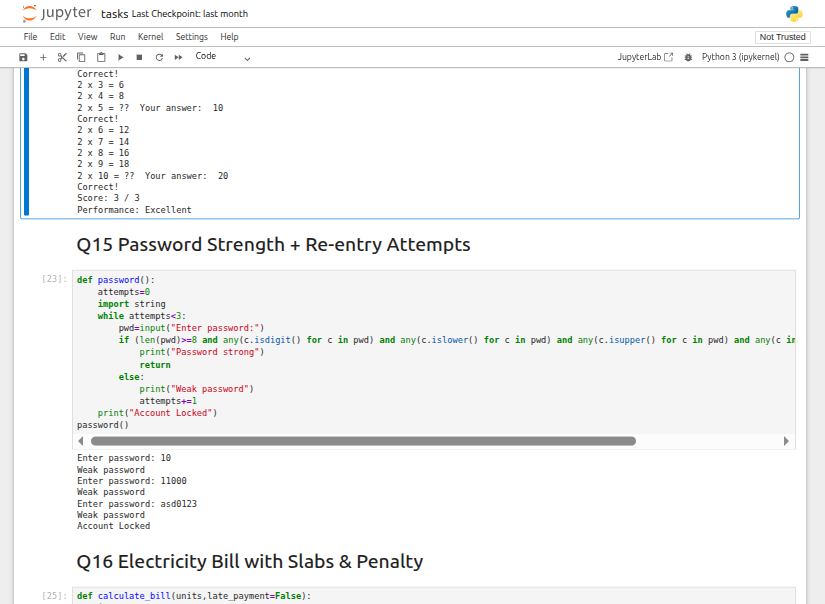 jupyter tasks Last Checkpoint: last month
File Edit View Run Kernel Settings Help Not Trusted
Code JupyterLab Python 3 (ipykernel)
Correct!
2 x 3 = 6
2 x 4 = 8
2 x 5 = ?? Your answer: 10
Correct!
2 x 6 = 12
2 x 7 = 14
2 x 8 = 16
2 x 9 = 18
2 x 10 = ?? Your answer: 20
Correct!
Score: 3 / 3
Performance: Excellent
Q15 Password Strength + Re-entry Attempts
[23]: def password():
    attempts=0
    import string
    while attempts<3:
        pwd=input("Enter password:")
        if (len(pwd)>=8 and any(c.isdigit() for c in pwd) and any(c.islower() for c in pwd) and any(c.isupper() for c in pwd) and any(c in
            print("Password strong")
            return
        else:
            print("Weak password")
            attempts+=1
    print("Account Locked")
password()
Enter password: 10
Weak password
Enter password: 11000
Weak password
Enter password: asd0123
Weak password
Account Locked
Q16 Electricity Bill with Slabs & Penalty
[25]: def calculate_bill(units,late_payment=False):